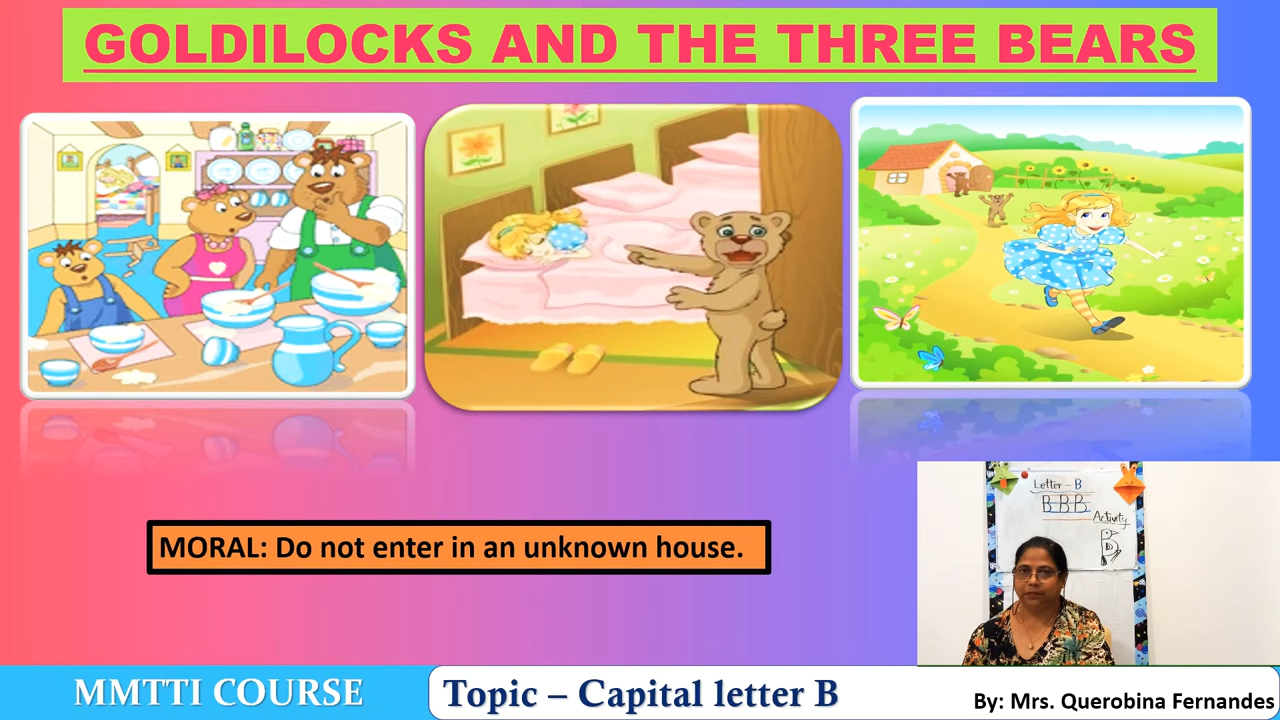 GOLDILOCKS AND THE THREE BEARS
MORAL: Do not enter in an unknown house.
Letter - B
B B B
Activity
B
MMTTI COURSE
Topic – Capital letter B
By: Mrs. Querobina Fernandes